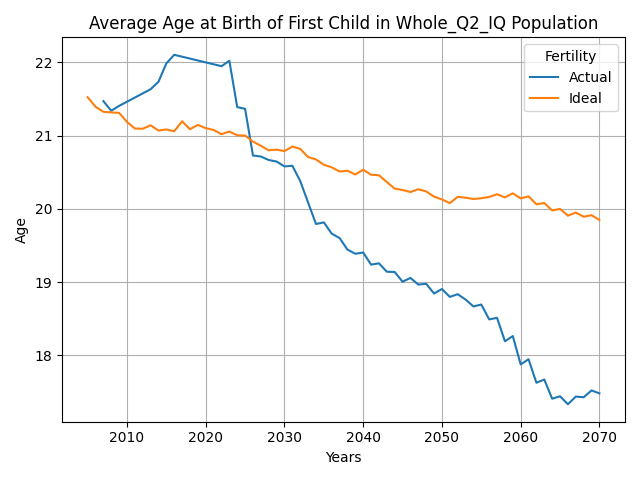 Average Age at Birth of First Child in Whole_Q2_IQ Population
Fertility
Actual
Ideal
Age
22
21
20
19
18
2010 2020 2030 2040 2050 2060 2070
Years